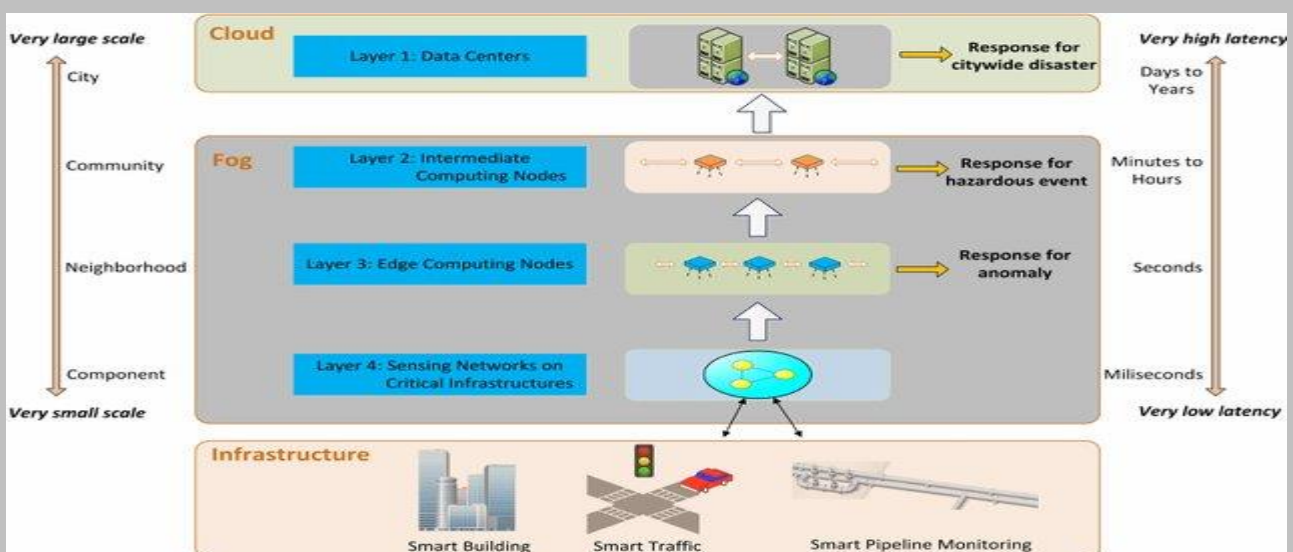 Very large scale
Cloud
Layer 1: Data Centers
Response for
citywide disaster
Very high latency
City
Days to
Years
Community
Fog
Layer 2: Intermediate
Computing Nodes
Response for
hazardous event
Minutes to
Hours
Neighborhood
Layer 3: Edge Computing Nodes
Response for
anomaly
Seconds
Component
Layer 4: Sensing Networks on
Critical Infrastructures
Miliseconds
Very small scale
Very low latency
Infrastructure
Smart Building
Smart Traffic
Smart Pipeline Monitoring